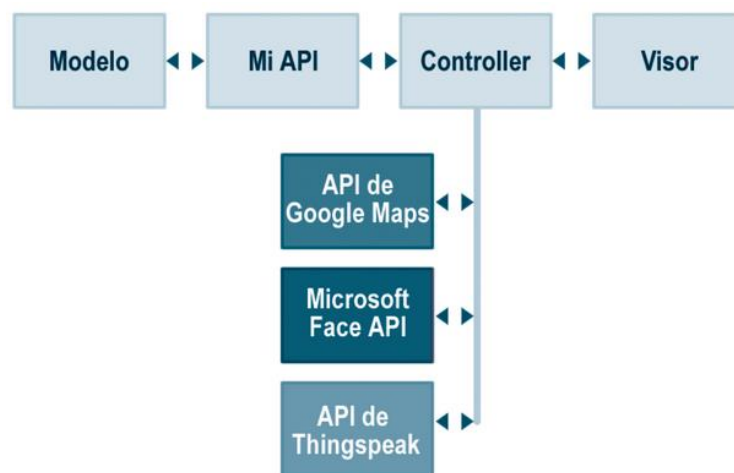 Modelo
Mi API
Controller
Visor
API de
Google Maps
Microsoft
Face API
API de
Thingspeak